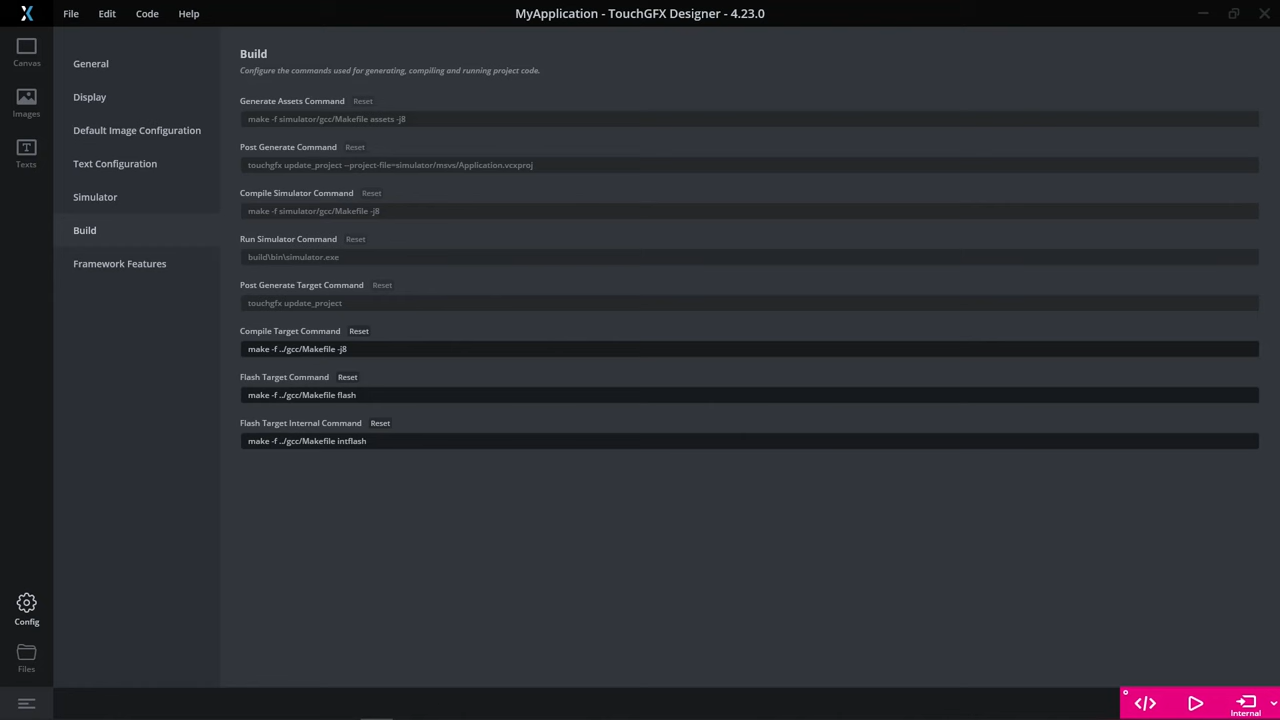 File Edit Code Help MyApplication - TouchGFX Designer - 4.23.0
Canvas
Images
Texts
Config
Files
General
Display
Default Image Configuration
Text Configuration
Simulator
Build
Framework Features
Build
Configure the commands used for generating, compiling and running project code.
Generate Assets Command Reset
make -f simulator/gcc/Makefile assets -j8
Post Generate Command Reset
touchgfx update_project --project-file=simulator/msvs/Application.vcxproj
Compile Simulator Command Reset
make -f simulator/gcc/Makefile -j8
Run Simulator Command Reset
build\bin\simulator.exe
Post Generate Target Command Reset
touchgfx update_project
Compile Target Command Reset
make -f ../gcc/Makefile -j8
Flash Target Command Reset
make -f ../gcc/Makefile flash
Flash Target Internal Command Reset
make -f ../gcc/Makefile intflash
Internal